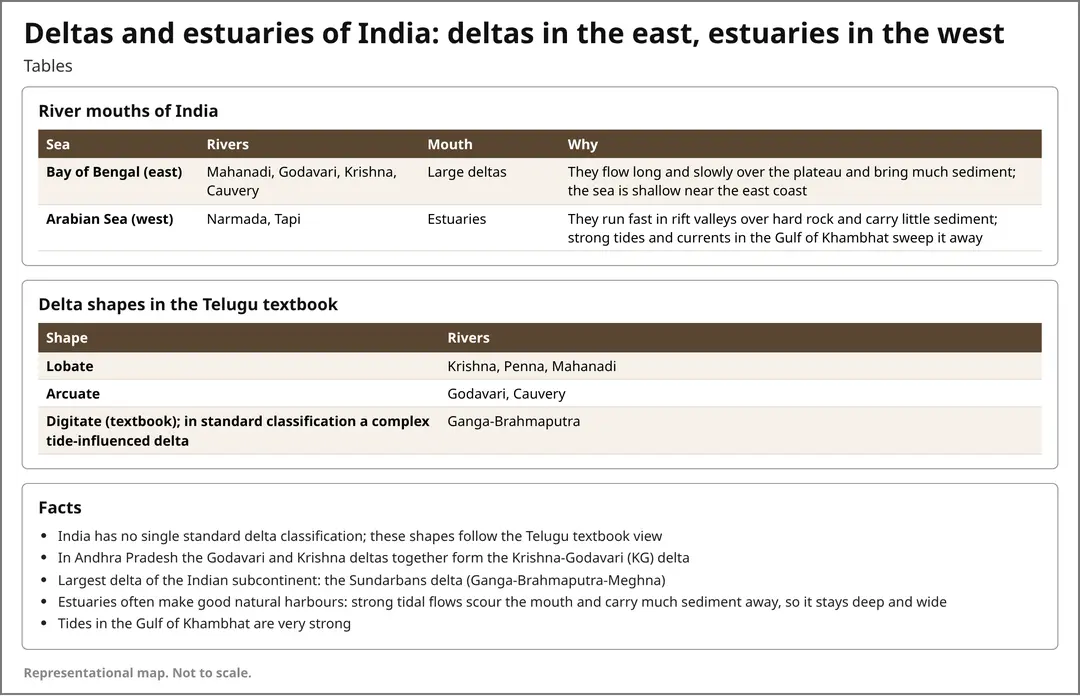 Deltas and estuaries of India: deltas in the east, estuaries in the west
Tables
River mouths of India
Sea Rivers Mouth Why
Bay of Bengal (east) Mahanadi, Godavari, Krishna, Cauvery Large deltas They flow long and slowly over the plateau and bring much sediment; the sea is shallow near the east coast
Arabian Sea (west) Narmada, Tapi Estuaries They run fast in rift valleys over hard rock and carry little sediment; strong tides and currents in the Gulf of Khambhat sweep it away
Delta shapes in the Telugu textbook
Shape Rivers
Lobate Krishna, Penna, Mahanadi
Arcuate Godavari, Cauvery
Digitate (textbook); in standard classification a complex tide-influenced delta Ganga-Brahmaputra
Facts
• India has no single standard delta classification; these shapes follow the Telugu textbook view
• In Andhra Pradesh the Godavari and Krishna deltas together form the Krishna-Godavari (KG) delta
• Largest delta of the Indian subcontinent: the Sundarbans delta (Ganga-Brahmaputra-Meghna)
• Estuaries often make good natural harbours: strong tidal flows scour the mouth and carry much sediment away, so it stays deep and wide
• Tides in the Gulf of Khambhat are very strong
Representational map. Not to scale.